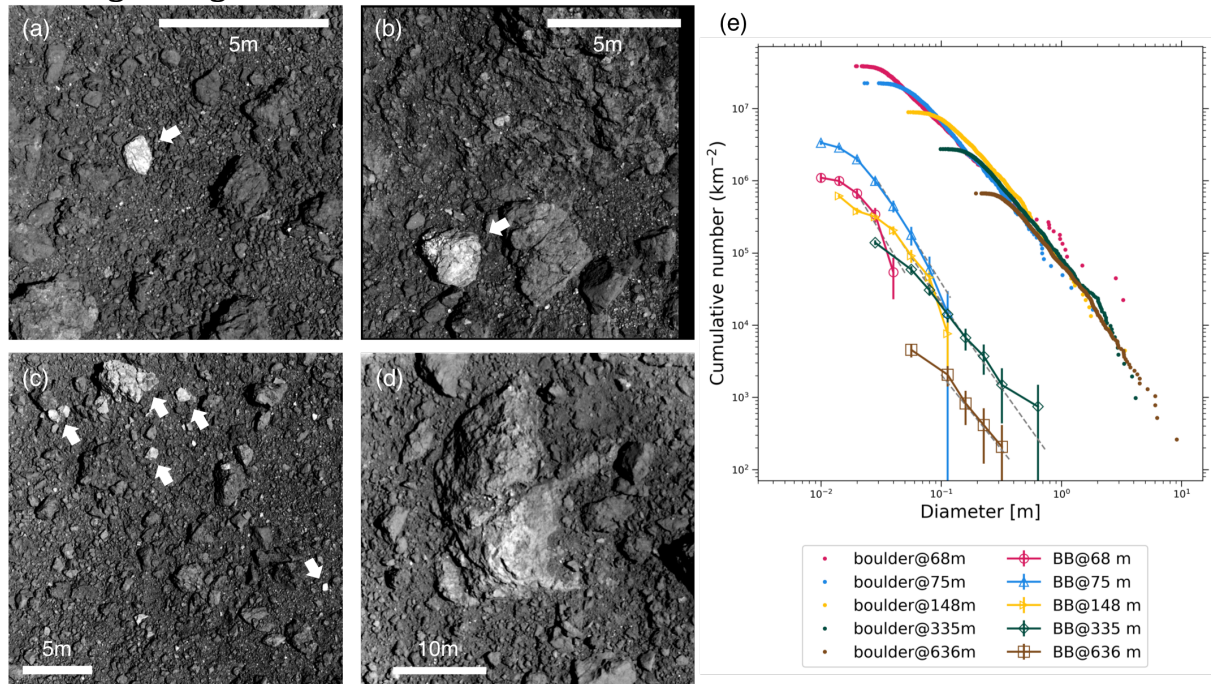 (a)
5m
(b)
5m
(c)
5m
(d)
10m
(e)
Cumulative number (km⁻²)
10⁷
10⁶
10⁵
10⁴
10³
10²
10⁻²
10⁻¹
10⁰
10¹
Diameter [m]
boulder@68m
boulder@75m
boulder@148m
boulder@335m
boulder@636m
BB@68 m
BB@75 m
BB@148 m
BB@335 m
BB@636 m